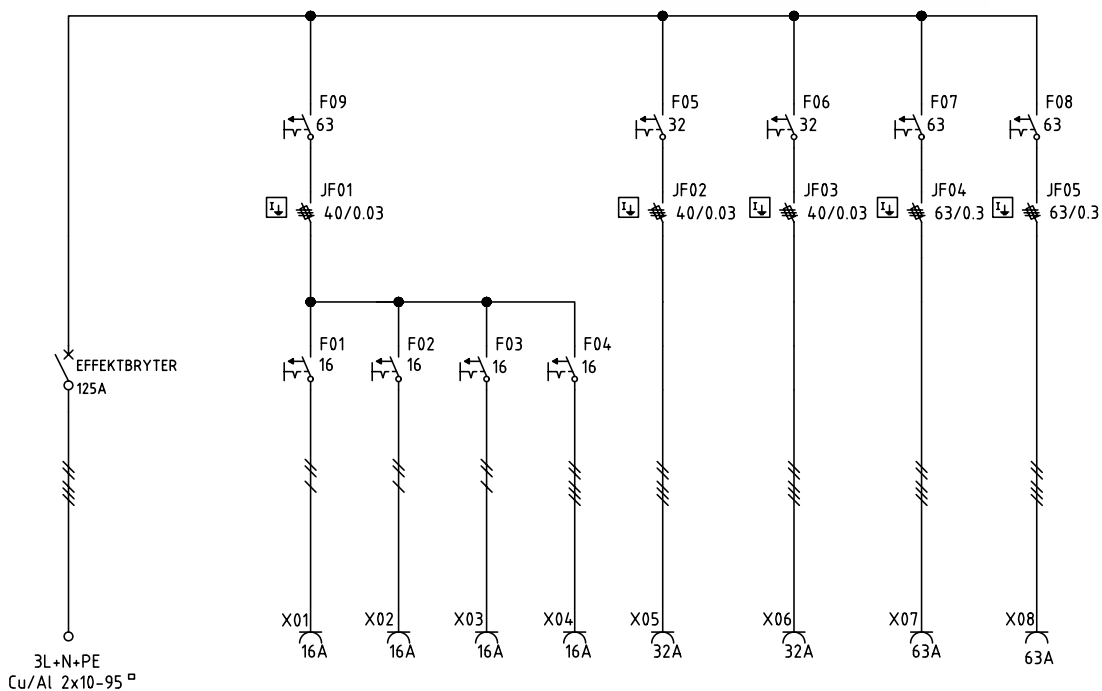 F09
63
F05
32
F06
32
F07
63
F08
63
I
JF01
40/0.03
I
JF02
40/0.03
I
JF03
40/0.03
I
JF04
63/0.3
I
JF05
63/0.3
EFFEKTBRYTER
125A
F01
16
F02
16
F03
16
F04
16
X01
16A
X02
16A
X03
16A
X04
16A
X05
32A
X06
32A
X07
63A
X08
63A
3L+N+PE
Cu/Al 2x10-95 □